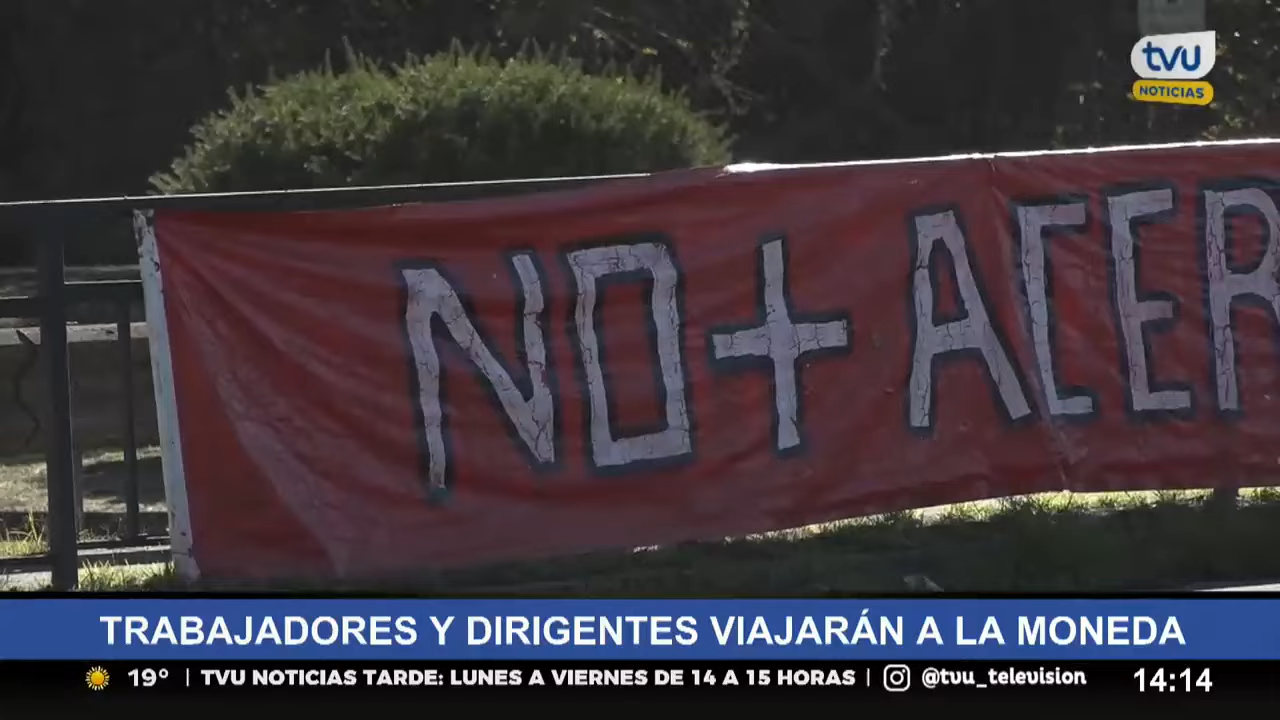 tvu
NOTICIAS
NO+ ACER
TRABAJADORES Y DIRIGENTES VIAJARÁN A LA MONEDA
19° | TVU NOTICIAS TARDE: LUNES A VIERNES DE 14 A 15 HORAS | @tvu_television
14:14